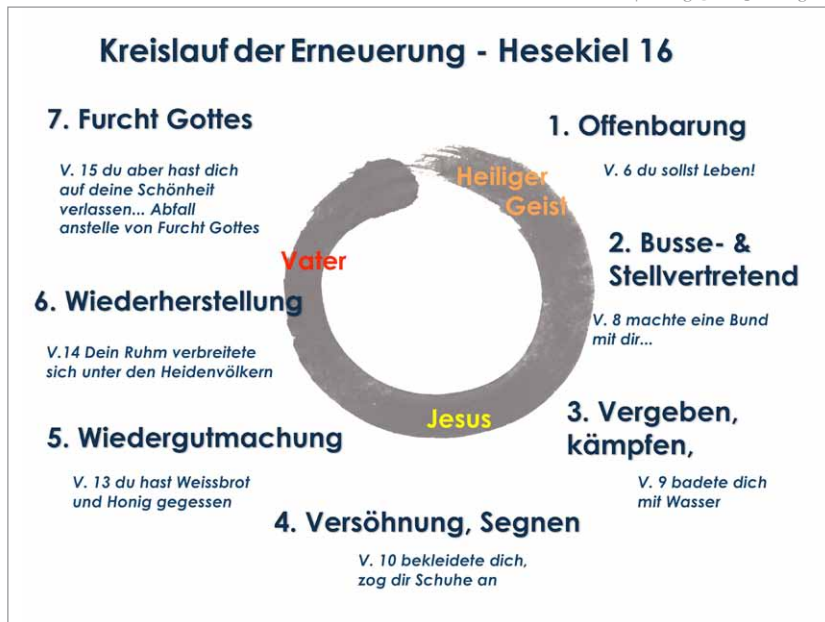 Kreislauf der Erneuerung - Hesekiel 16
7. Furcht Gottes
V. 15 du aber hast dich
auf deine Schönheit
verlassen... Abfall
anstelle von Furcht Gottes
1. Offenbarung
V. 6 du sollst Leben!
Heiliger
Geist
2. Busse- &
Stellvertretend
V. 8 machte eine Bund
mit dir...
Vater
6. Wiederherstellung
V.14 Dein Ruhm verbreitete
sich unter den Heidenvölkern
Jesus
3. Vergeben,
kämpfen,
V. 9 badete dich
mit Wasser
5. Wiedergutmachung
V. 13 du hast Weissbrot
und Honig gegessen
4. Versöhnung, Segnen
V. 10 bekleidete dich,
zog dir Schuhe an